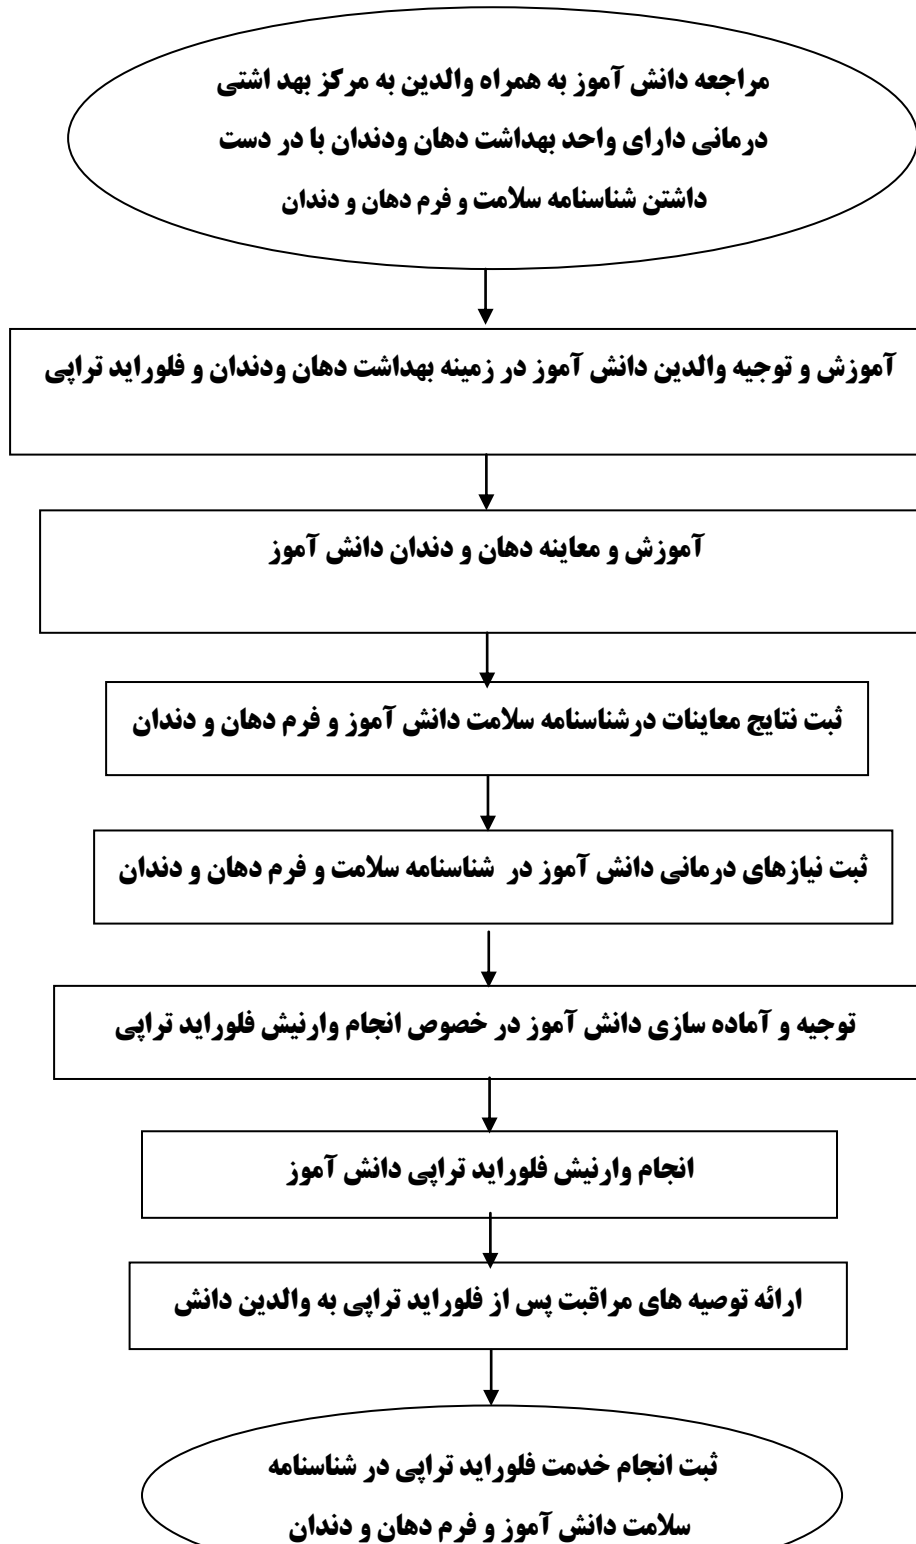 مراجعه دانش آموز به همراه والدین به مرکز بهد اشتی
درمانی دارای واحد بهداشت دهان ودندان با در دست
داشتن شناسنامه سلامت و فرم دهان و دندان
آموزش و توجیه والدین دانش آموز در زمینه بهداشت دهان ودندان و فلوراید تراپی
آموزش و معاینه دهان و دندان دانش آموز
ثبت نتایج معاینات درشناسنامه سلامت دانش آموز و فرم دهان و دندان
ثبت نیازهای درمانی دانش آموز در شناسنامه سلامت و فرم دهان و دندان
توجیه و آماده سازی دانش آموز در خصوص انجام وارنیش فلوراید تراپی
انجام وارنیش فلوراید تراپی دانش آموز
ارائه توصیه های مراقبت پس از فلوراید تراپی به والدین دانش
ثبت انجام خدمت فلوراید تراپی در شناسنامه
سلامت دانش آموز و فرم دهان و دندان